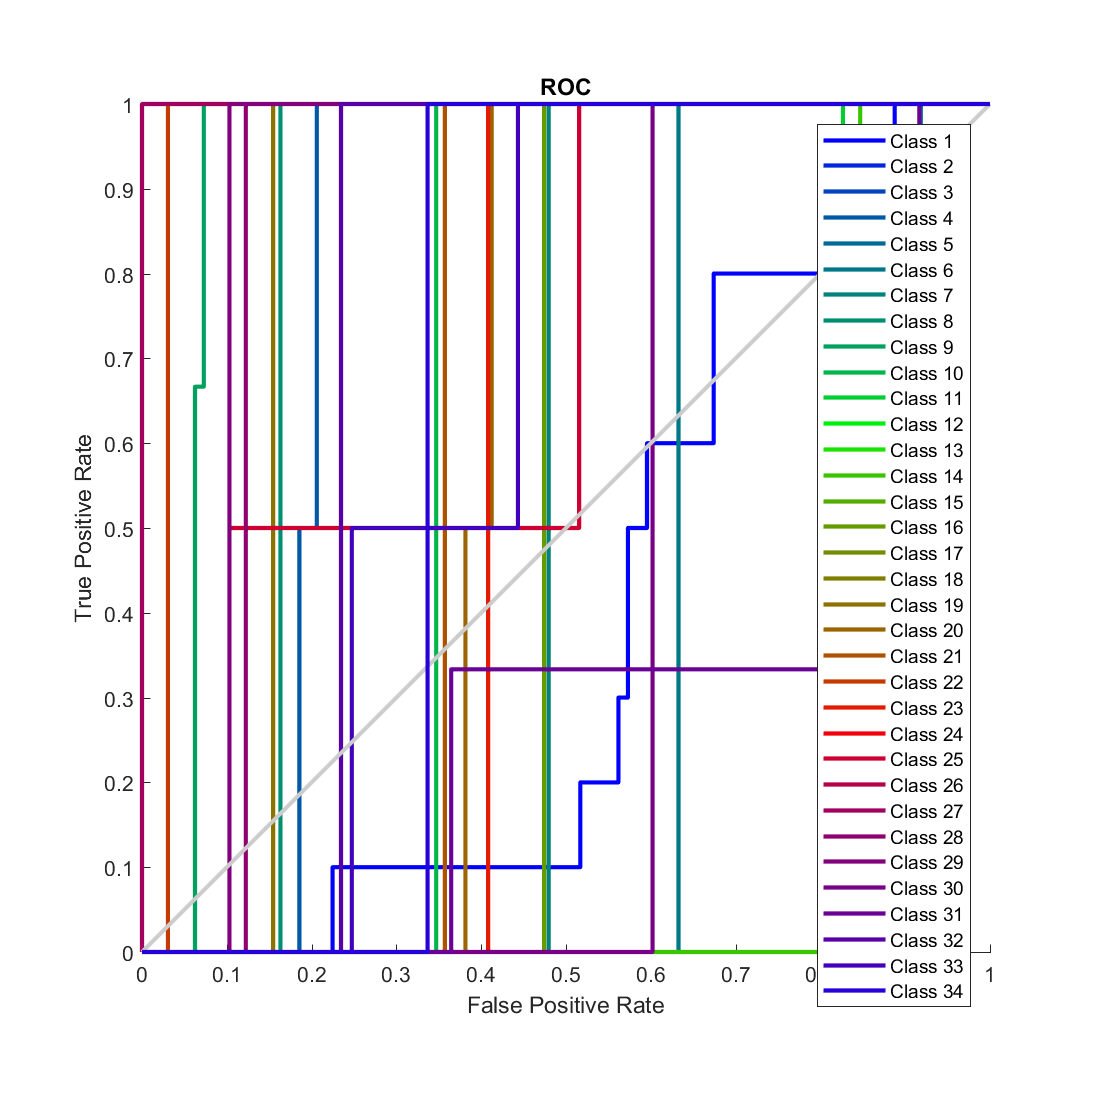 ROC
True Positive Rate
1
0.9
0.8
0.7
0.6
0.5
0.4
0.3
0.2
0.1
0
0 0.1 0.2 0.3 0.4 0.5 0.6 0.7 1
False Positive Rate
Class 1
Class 2
Class 3
Class 4
Class 5
Class 6
Class 7
Class 8
Class 9
Class 10
Class 11
Class 12
Class 13
Class 14
Class 15
Class 16
Class 17
Class 18
Class 19
Class 20
Class 21
Class 22
Class 23
Class 24
Class 25
Class 26
Class 27
Class 28
Class 29
Class 30
Class 31
Class 32
Class 33
Class 34